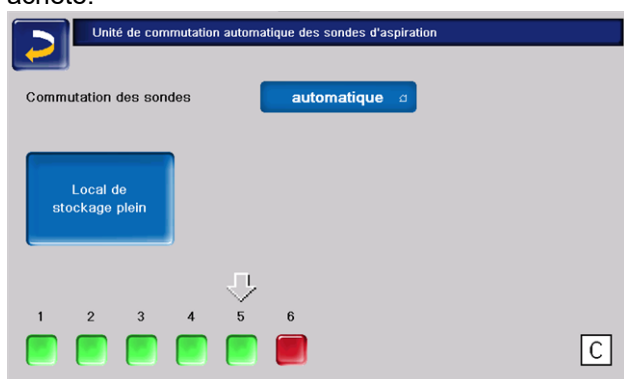 acheté.
Unité de commutation automatique des sondes d'aspiration
Commutation des sondes
automatique
Local de
stockage plein
1 2 3 4 5 6
C